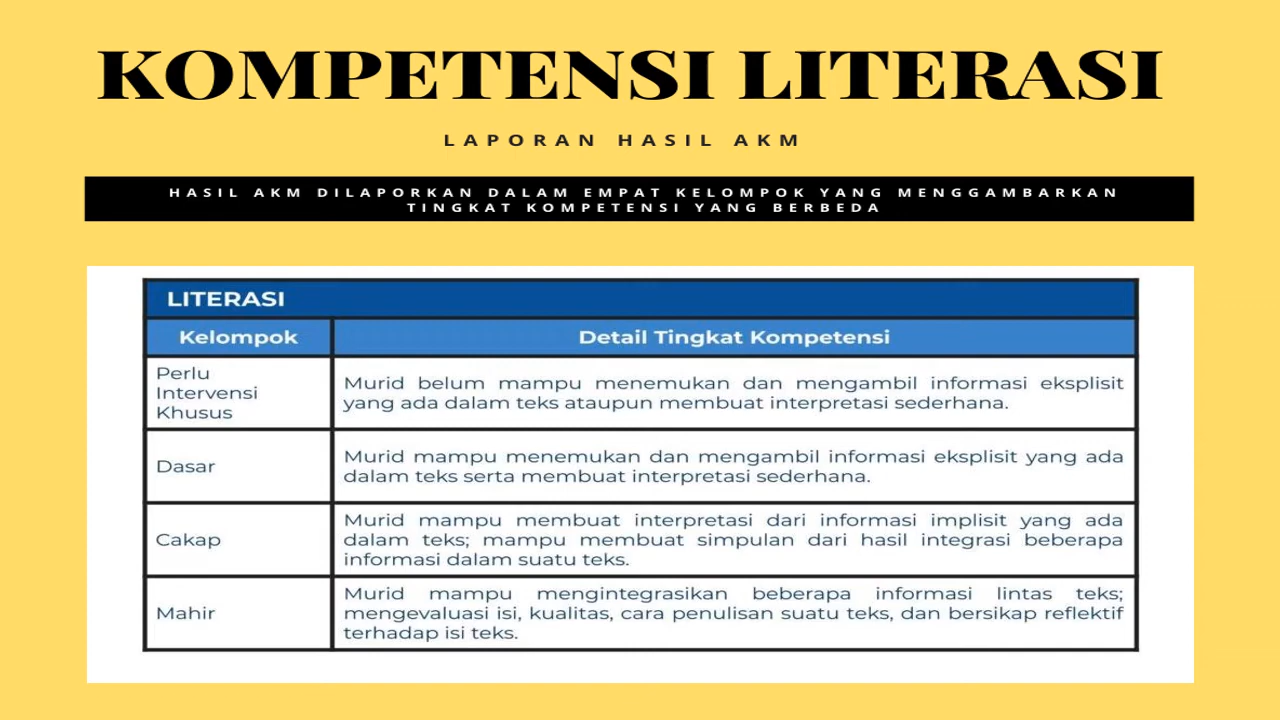 KOMPETENSI LITERASI
LAPORAN HASIL AKM
HASIL AKM DILAPORKAN DALAM EMPAT KELOMPOK YANG MENGGAMBARKAN
TINGKAT KOMPETENSI YANG BERBEDA
LITERASI
Kelompok
Detail Tingkat Kompetensi
Perlu
Intervensi
Khusus
Murid belum mampu menemukan dan mengambil informasi eksplisit
yang ada dalam teks ataupun membuat interpretasi sederhana.
Dasar
Murid mampu menemukan dan mengambil informasi eksplisit yang ada
dalam teks serta membuat interpretasi sederhana.
Cakap
Murid mampu membuat interpretasi dari informasi implisit yang ada
dalam teks; mampu membuat simpulan dari hasil integrasi beberapa
informasi dalam suatu teks.
Mahir
Murid mampu mengintegrasikan beberapa informasi lintas teks;
mengevaluasi isi, kualitas, cara penulisan suatu teks, dan bersikap reflektif
terhadap isi teks.